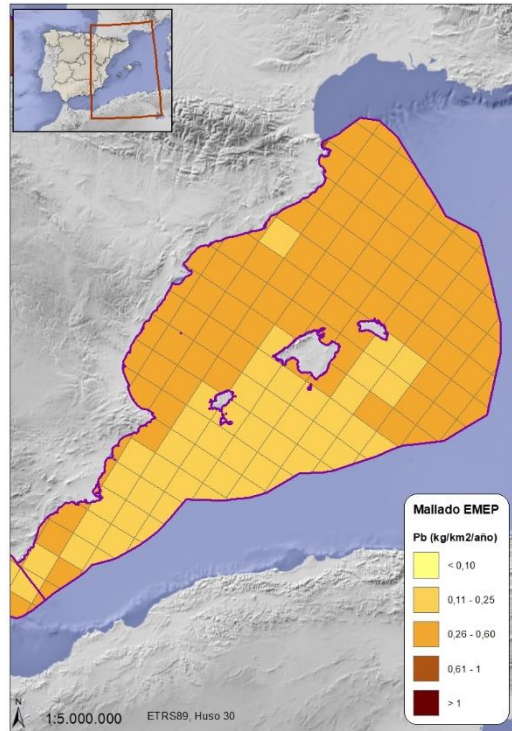 Mallado EMEP
Pb (kg/km2/año)
< 0,10
0,11 - 0,25
0,26 - 0,60
0,61 - 1
> 1
N
1:5.000.000
ETRS89, Huso 30